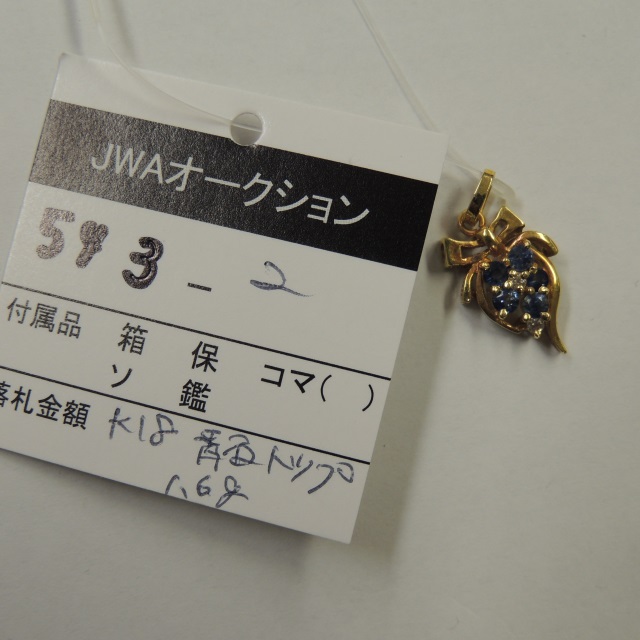 JWAオークション
593-2
付属品 箱 保 コマ( )
ソ 鑑
落札金額 K18 青石トップ
1.6g